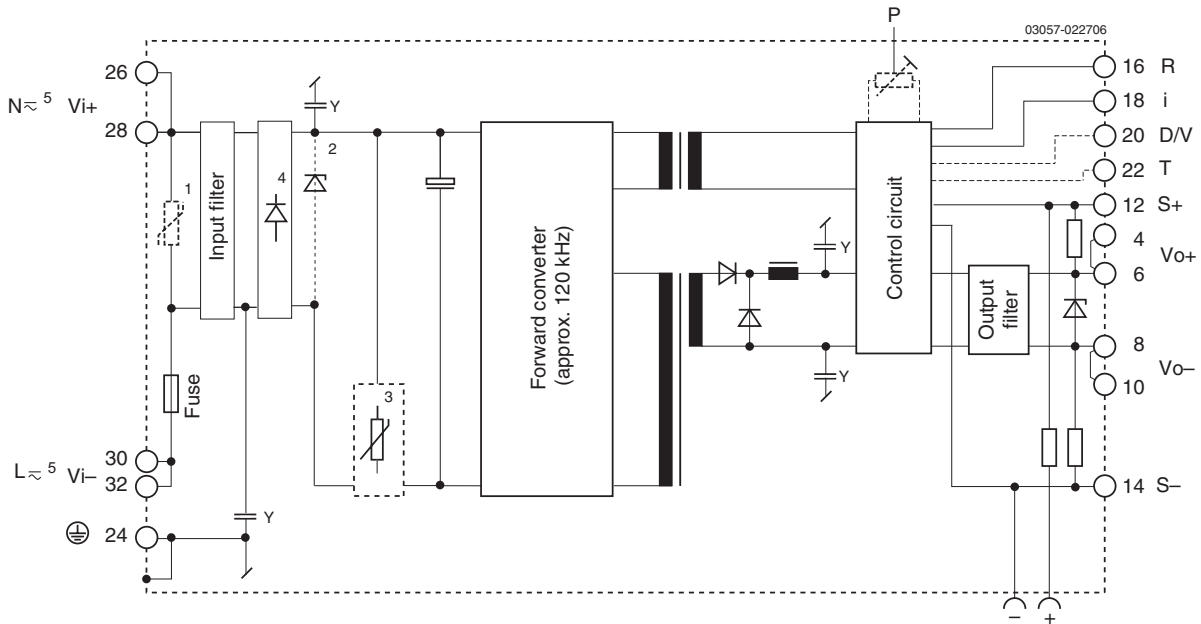 P
03057-022706
26
N≂ 5 Vi+
28
Y
1
Input filter
4
2
Forward converter
(approx. 120 kHz)
Control circuit
16 R
18 i
20 D/V
22 T
12 S+
4
Vo+
6
Y
Output
filter
8
Vo–
10
Y
Fuse
3
30
L≂ 5 Vi–
32
14 S–
Y
24
– +